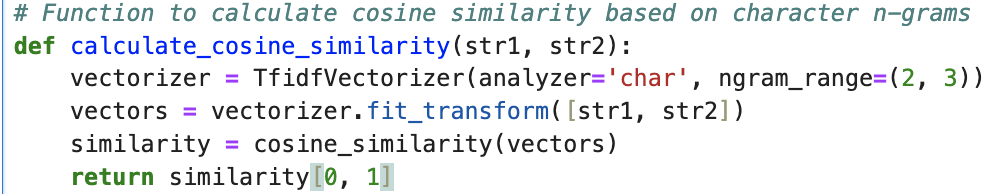 # Function to calculate cosine similarity based on character n-grams
def calculate_cosine_similarity(str1, str2):
    vectorizer = TfidfVectorizer(analyzer='char', ngram_range=(2, 3))
    vectors = vectorizer.fit_transform([str1, str2])
    similarity = cosine_similarity(vectors)
    return similarity[0, 1]